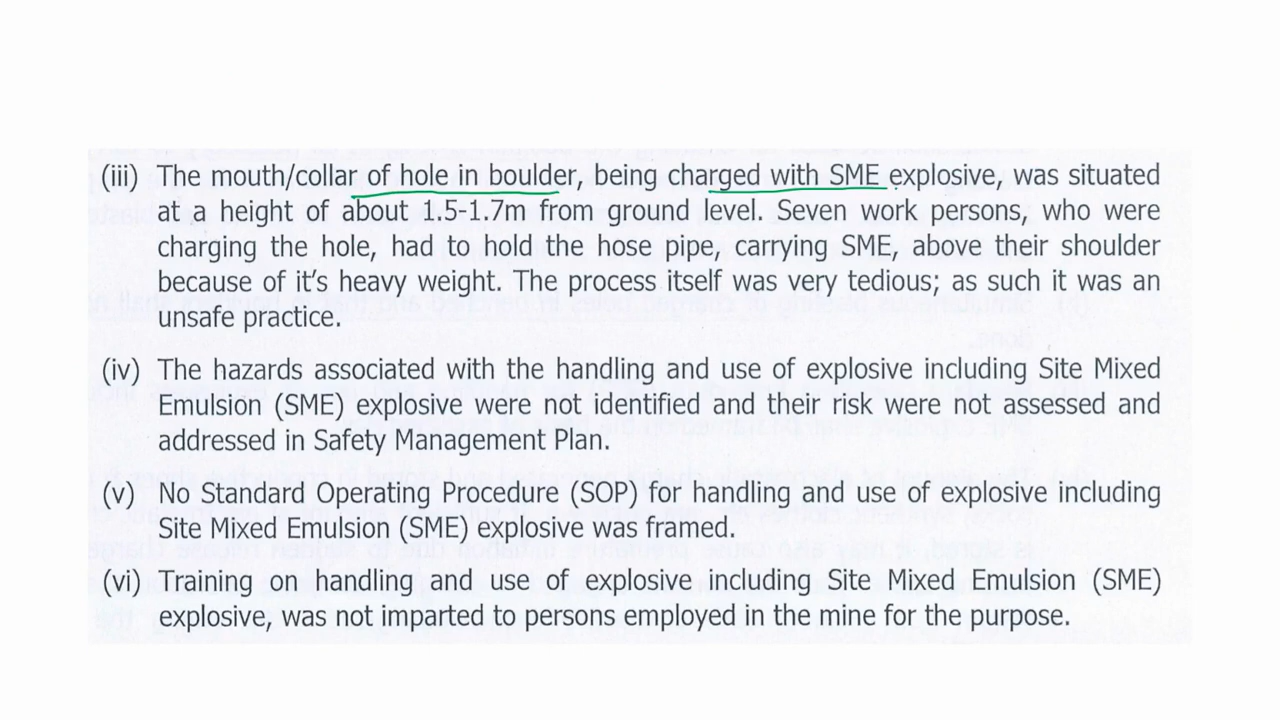 (iii) The mouth/collar of hole in boulder, being charged with SME explosive, was situated
at a height of about 1.5-1.7m from ground level. Seven work persons, who were
charging the hole, had to hold the hose pipe, carrying SME, above their shoulder
because of it's heavy weight. The process itself was very tedious; as such it was an
unsafe practice.
(iv) The hazards associated with the handling and use of explosive including Site Mixed
Emulsion (SME) explosive were not identified and their risk were not assessed and
addressed in Safety Management Plan.
(v) No Standard Operating Procedure (SOP) for handling and use of explosive including
Site Mixed Emulsion (SME) explosive was framed.
(vi) Training on handling and use of explosive including Site Mixed Emulsion (SME)
explosive, was not imparted to persons employed in the mine for the purpose.